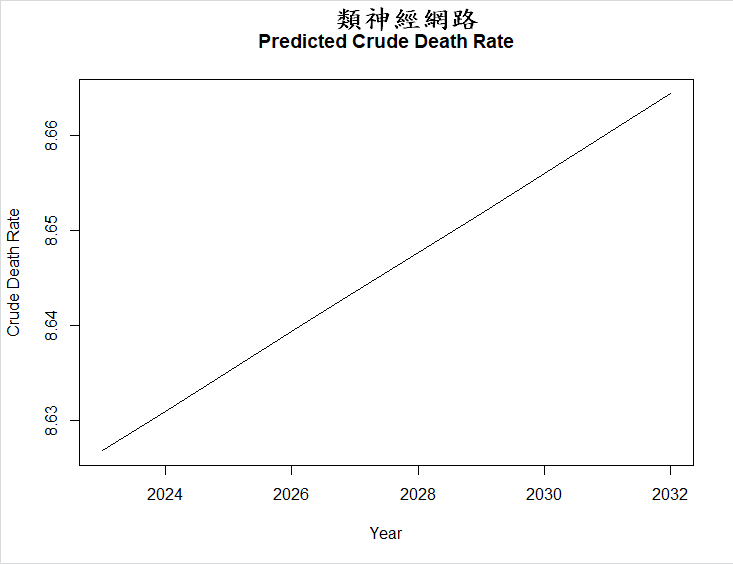 類神經網路
Predicted Crude Death Rate
Crude Death Rate
8.66
8.65
8.64
8.63
2024 2026 2028 2030 2032
Year